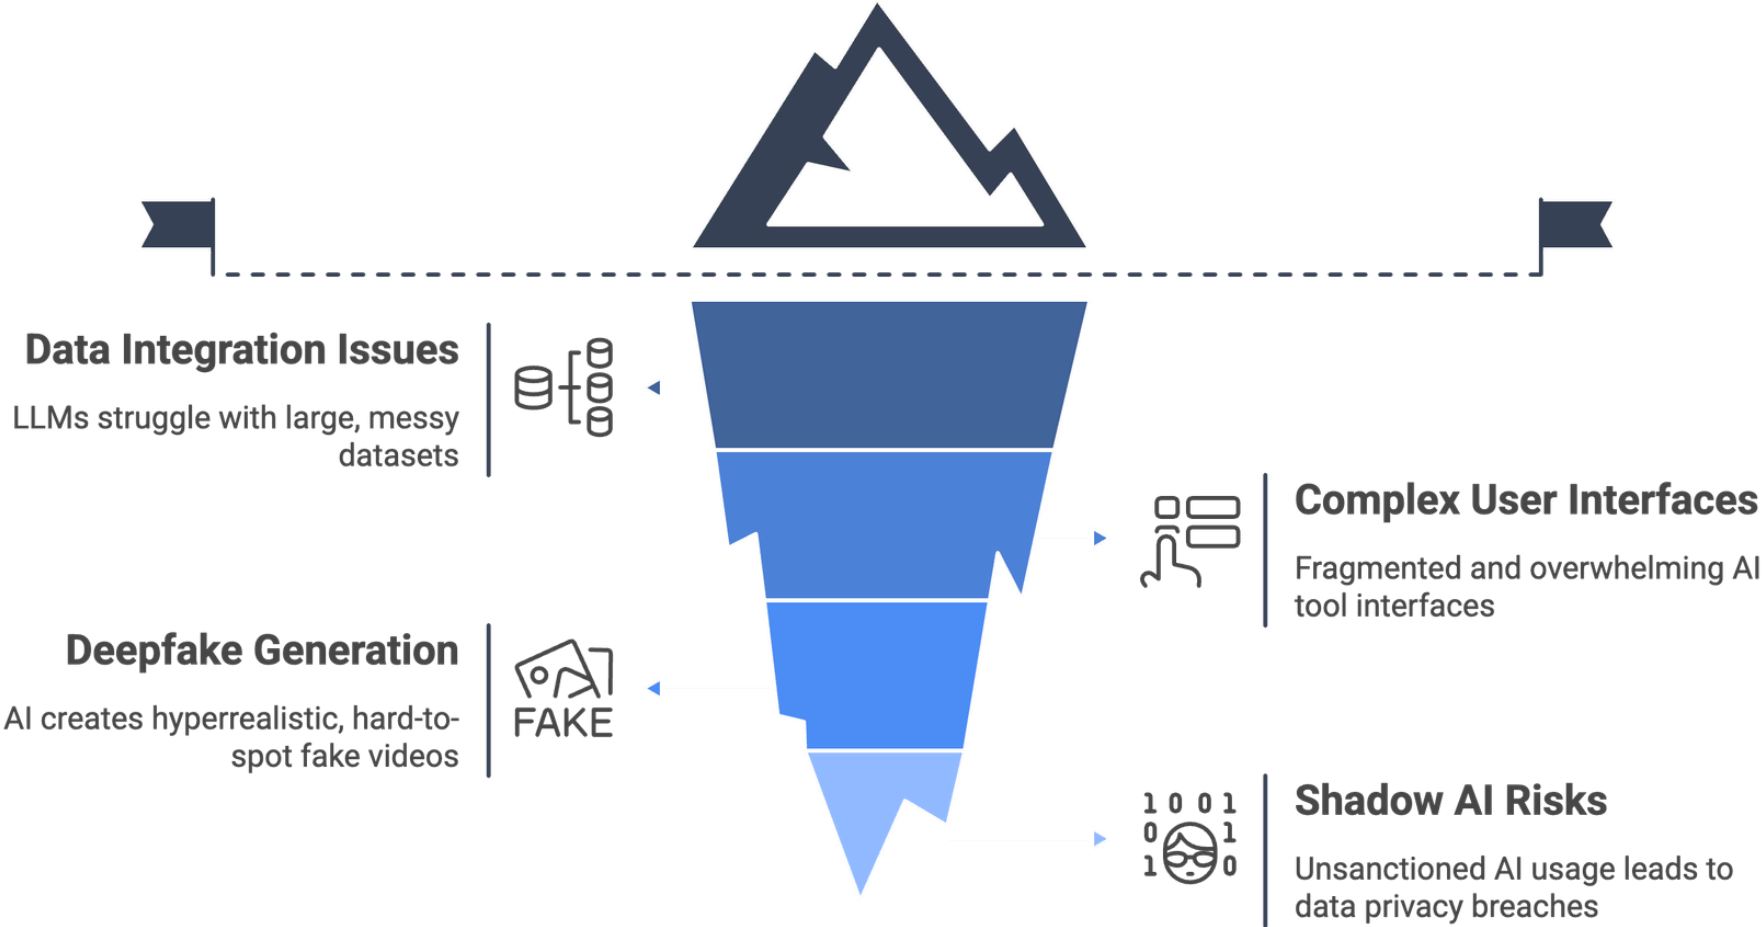 Data Integration Issues
LLMs struggle with large, messy
datasets
Complex User Interfaces
Fragmented and overwhelming AI
tool interfaces
Deepfake Generation
AI creates hyperrealistic, hard-to-
spot fake videos
FAKE
Shadow AI Risks
Unsanctioned AI usage leads to
data privacy breaches
1 0 0 1
0 1
1 0